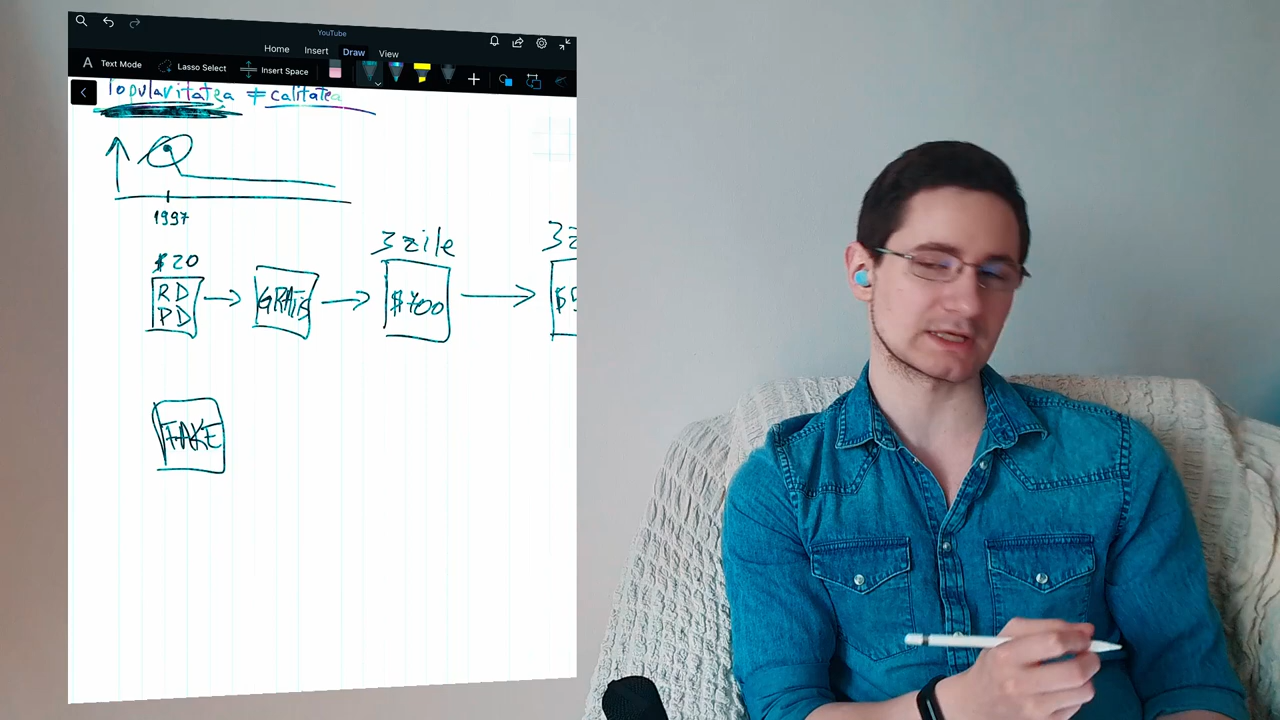 YouTube
Home Insert Draw View
A Text Mode Lasso Select Insert Space
Popularitatea ≠ calitatea
1997
3 zile
$20
RD
PD
GRATIS
$700
FAKE